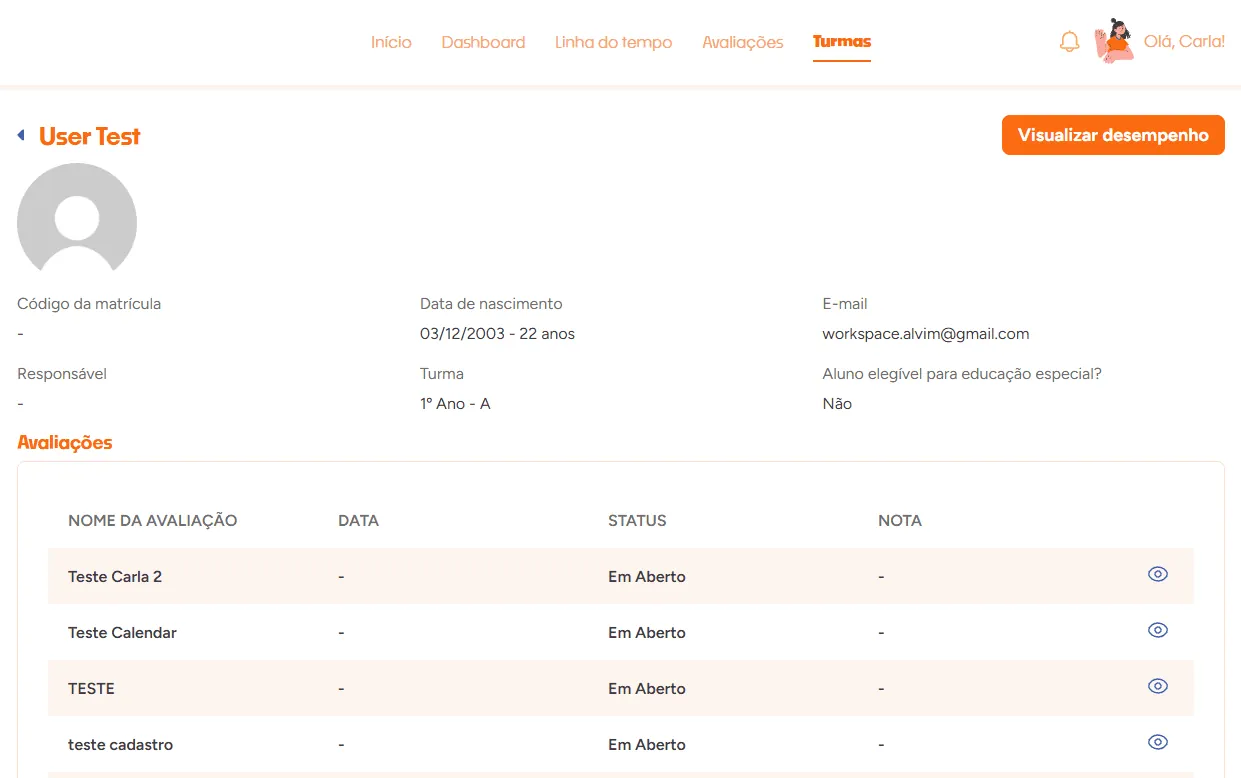 Início Dashboard Linha do tempo Avaliações Turmas Olá, Carla!
User Test Visualizar desempenho
Código da matrícula Data de nascimento E-mail
- 03/12/2003 - 22 anos workspace.alvim@gmail.com
Responsável Turma Aluno elegível para educação especial?
- 1º Ano - A Não
Avaliações
NOME DA AVALIAÇÃO DATA STATUS NOTA
Teste Carla 2 - Em Aberto -
Teste Calendar - Em Aberto -
TESTE - Em Aberto -
teste cadastro - Em Aberto -